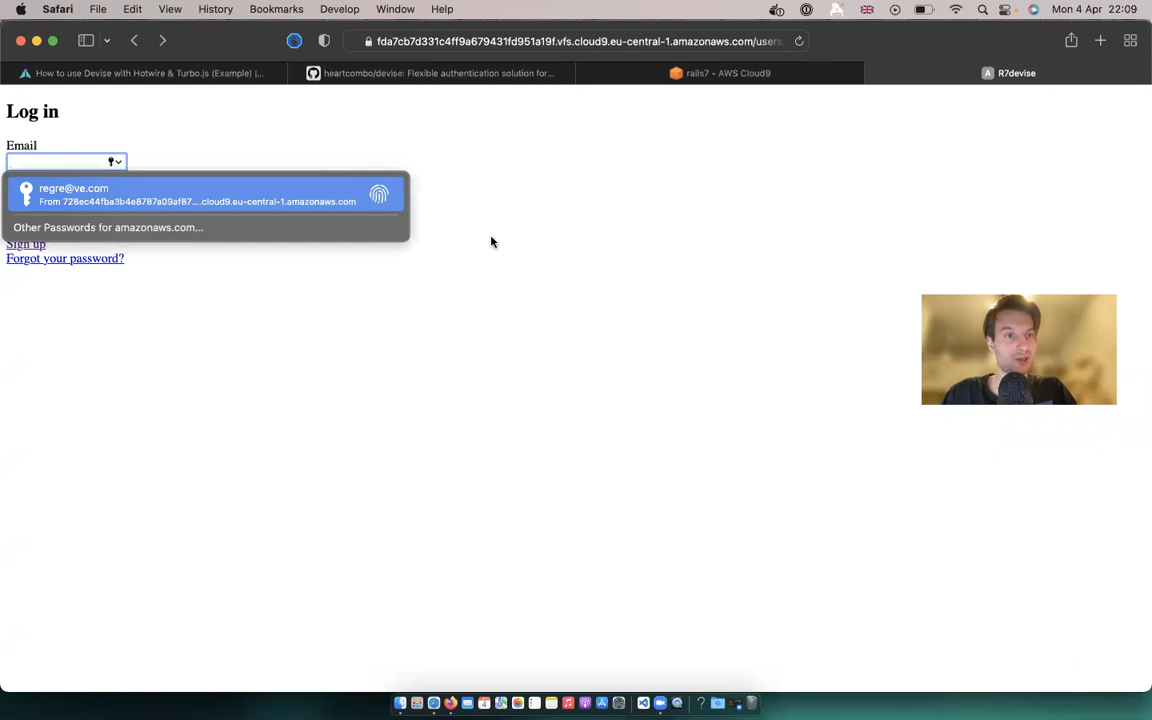 Safari File Edit View History Bookmarks Develop Window Help Mon 4 Apr 22:09
fda7cb7d331c4ff9a679431fd951a19f.vfs.cloud9.eu-central-1.amazonaws.com/users
How to use Devise with Hotwire & Turbo.js (Example) |...
heartcombo/devise: Flexible authentication solution for...
rails7 - AWS Cloud9
A R7devise
Log in
Email
regre@ve.com
From 728ec44fba3b4e8787a09af87....cloud9.eu-central-1.amazonaws.com
Other Passwords for amazonaws.com...
Sign up
Forgot your password?